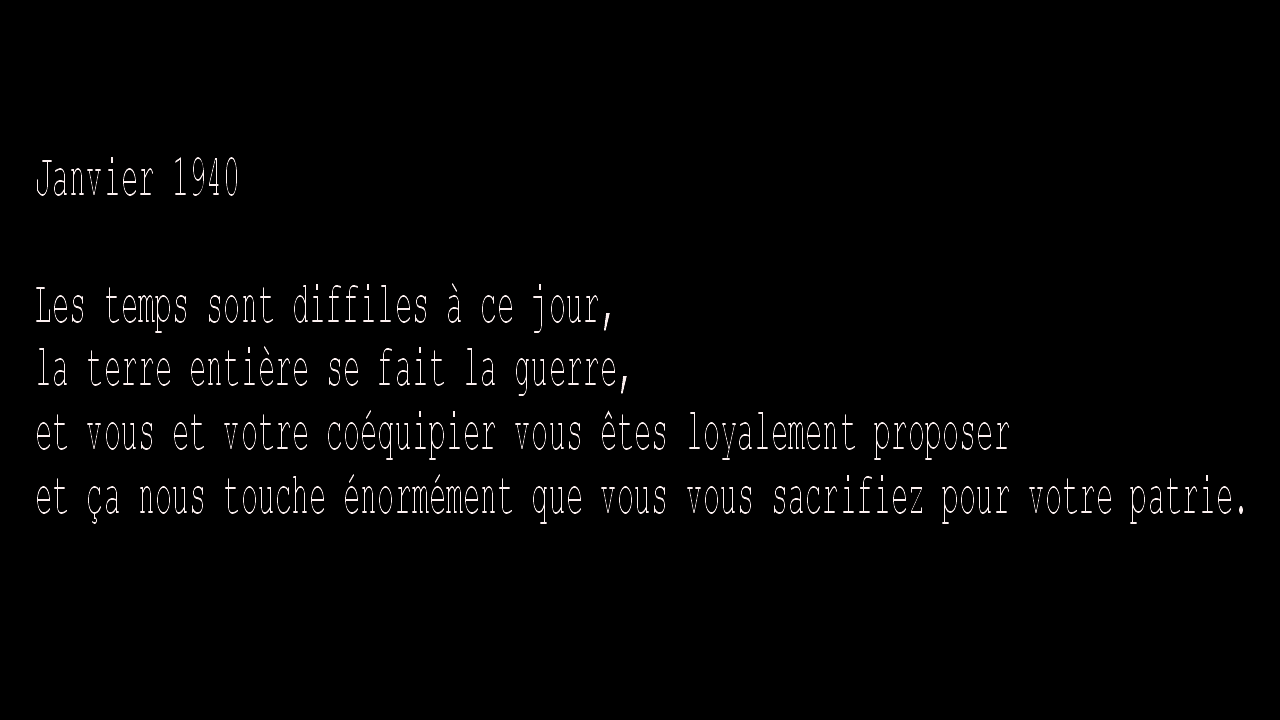 Janvier 1940
Les temps sont diffiles à ce jour,
la terre entière se fait la guerre,
et vous et votre coéquipier vous êtes loyalement proposer
et ça nous touche énormément que vous vous sacrifiez pour votre patrie.